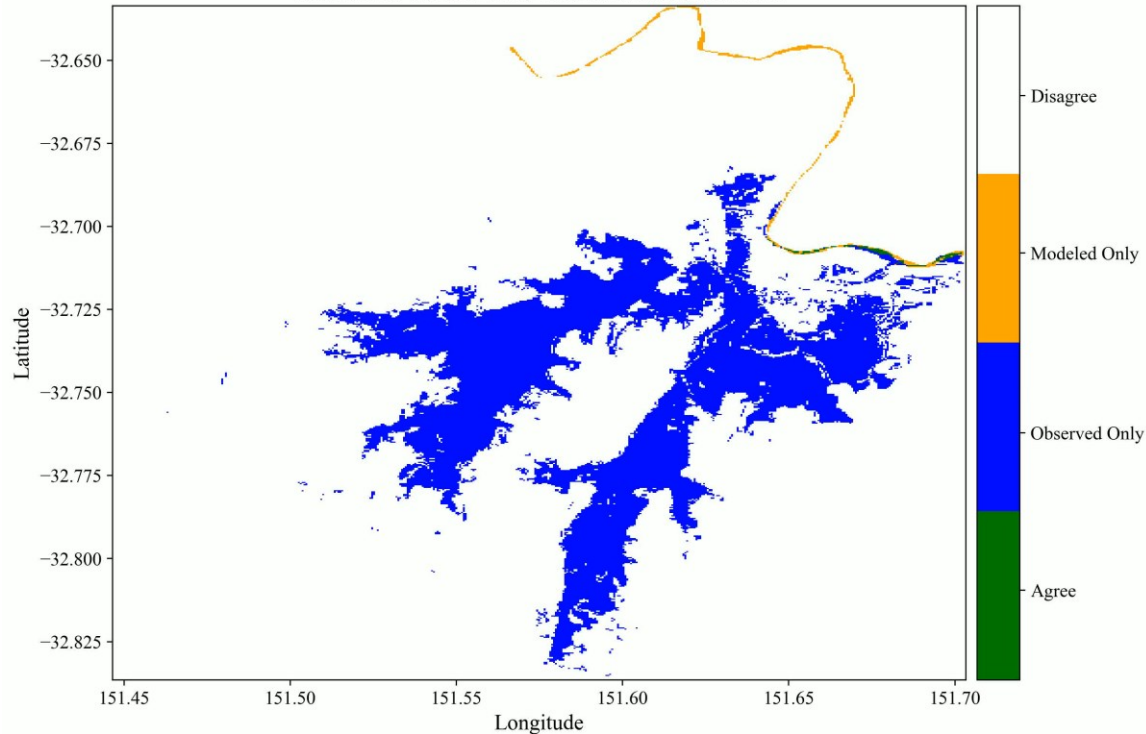 −32.650
−32.675
−32.700
−32.725
−32.750
−32.775
−32.800
−32.825
Latitude
151.45
151.50
151.55
151.60
151.65
151.70
Longitude
Disagree
Modeled Only
Observed Only
Agree